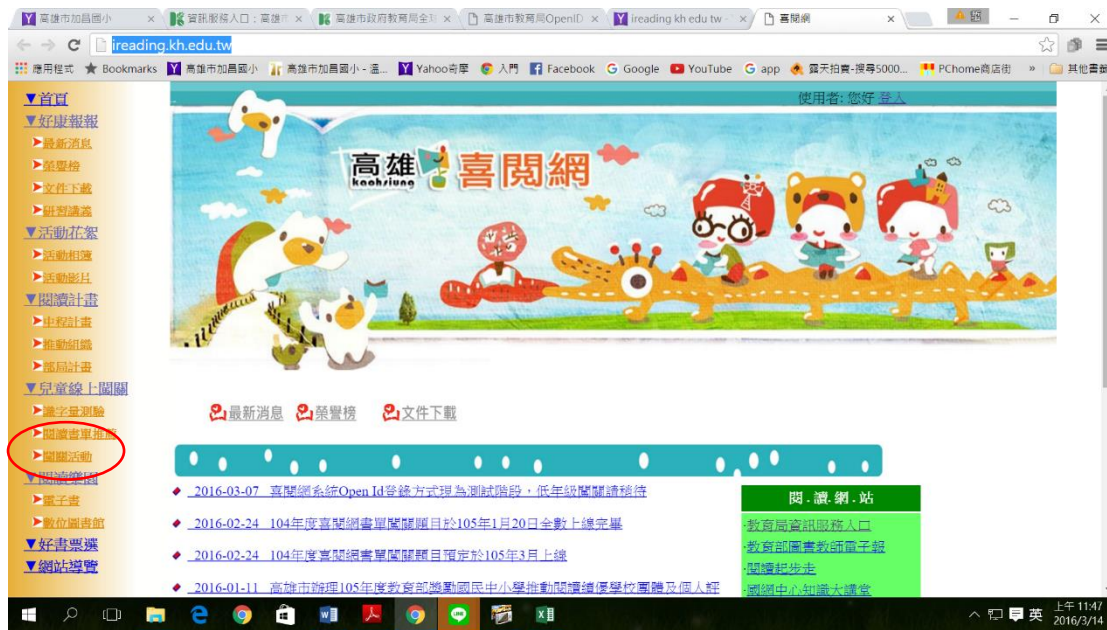 高雄市加昌國小
資訊服務入口：高雄市
高雄市政府教育局全球
高雄市教育局OpenID
ireading kh edu tw -
喜閱網
ireading.kh.edu.tw
應用程式
Bookmarks
高雄市加昌國小
高雄市加昌國小 - 溫...
Yahoo奇摩
入門
Facebook
Google
YouTube
app
露天拍賣-搜尋5000...
PChome商店街
»
其他書籤
▼首頁
使用者: 您好 登入
▼好康報報
最新消息
榮譽榜
文件下載
研習講義
▼活動花絮
活動相簿
活動影片
▼閱讀計畫
中程計畫
推動組織
部局計畫
▼兒童線上闖關
識字量測驗
閱讀書單推薦
闖關活動
▼閱讀樂園
電子書
數位圖書館
▼好書票選
▼網站導覽
高雄 喜閱網
kaohsiung
最新消息 榮譽榜 文件下載
2016-03-07 喜閱網系統Open Id登錄方式現為測試階段，低年級闖關請稍待
2016-02-24 104年度喜閱網書單闖關題目於105年1月20日全數上線完畢
2016-02-24 104年度喜閱網書單闖關題目預定於105年3月上線
2016-01-11 高雄市辦理105年度教育部獎勵國民中小學推動閱讀績優學校團體及個人評
閱‧讀‧網‧站
‧教育局資訊服務入口
‧教育部圖書教師電子報
‧閱讀起步走
‧國網中心知識大講堂
英
上午 11:47
2016/3/14